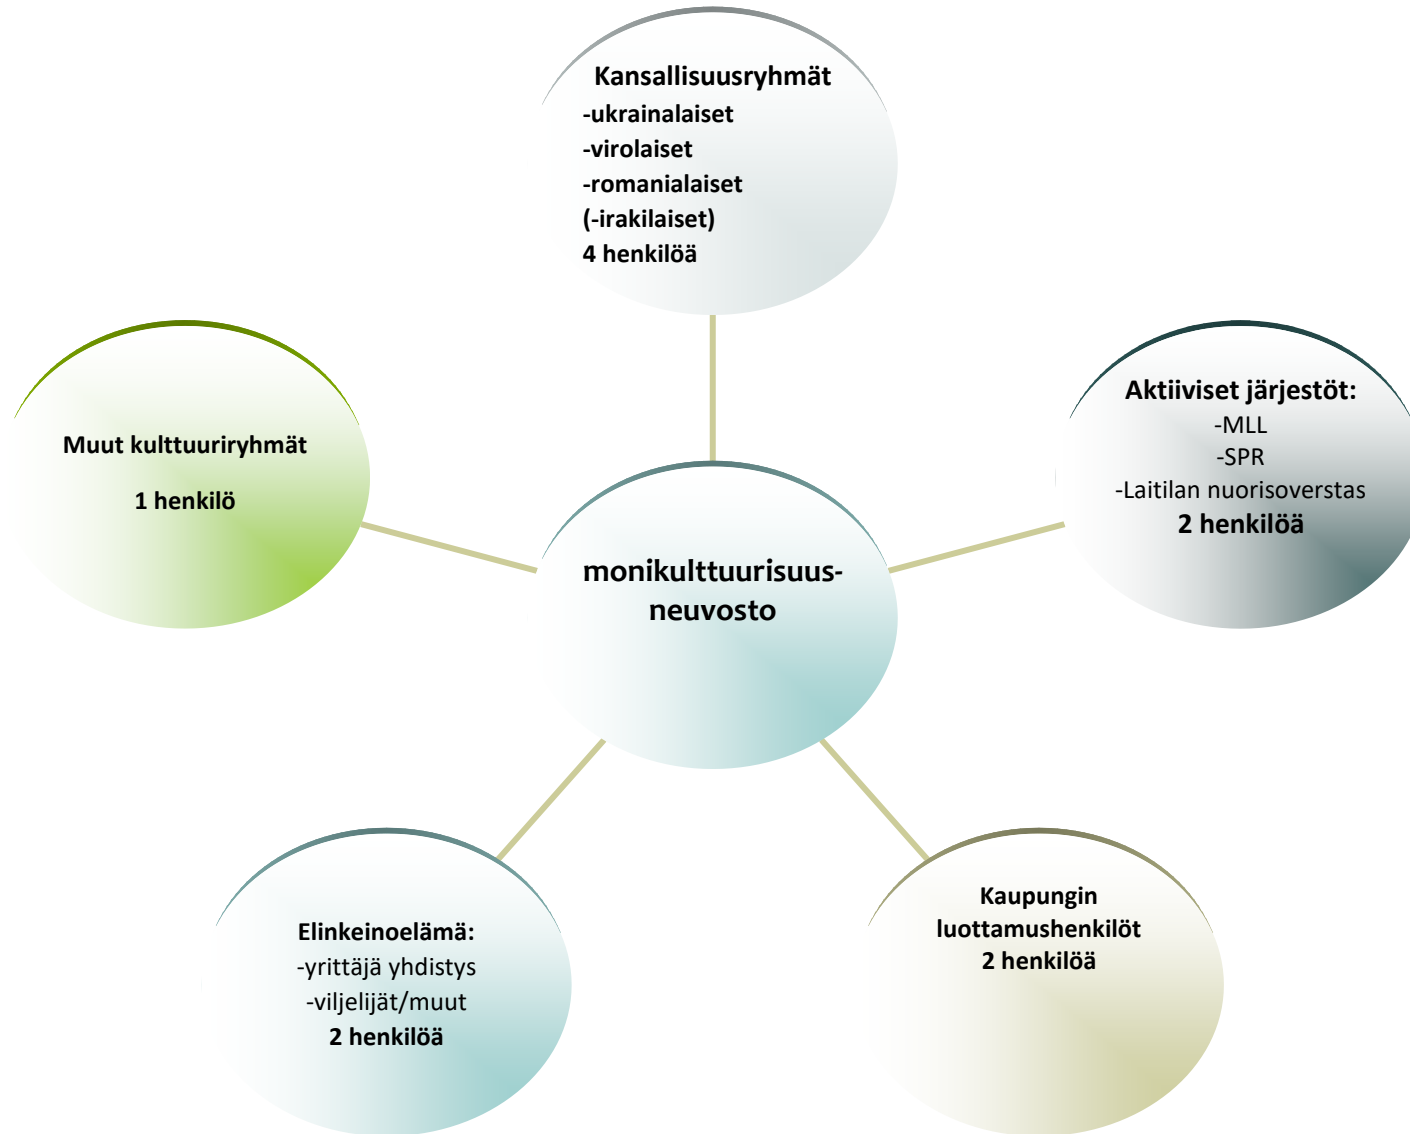 Kansallisuusryhmät
-ukrainalaiset
-virolaiset
-romanialaiset
(-irakilaiset)
4 henkilöä
Muut kulttuuriryhmät
1 henkilö
Aktiiviset järjestöt:
-MLL
-SPR
-Laitilan nuorisoverstas
2 henkilöä
monikulttuurisuus-
neuvosto
Elinkeinoelämä:
-yrittäjä yhdistys
-viljelijät/muut
2 henkilöä
Kaupungin
luottamushenkilöt
2 henkilöä